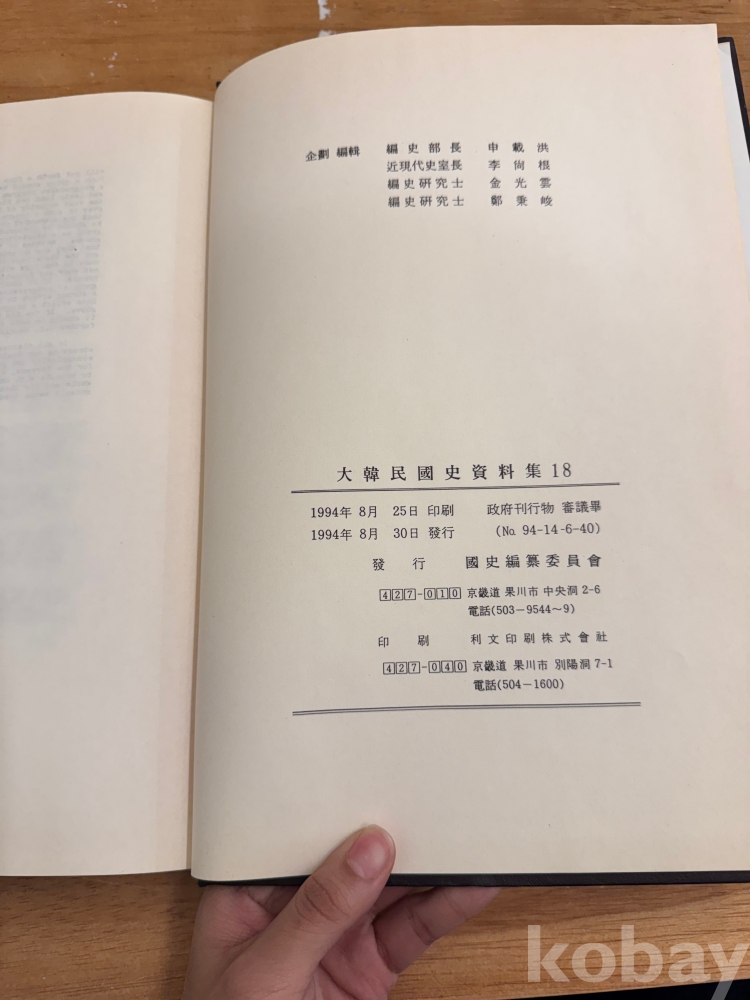 企劃 編輯 編史部長 申載洪
近現代史室長 李尙根
編史硏究士 金光雲
編史硏究士 鄭秉峻
大韓民國史資料集 18
1994年 8月 25日 印刷 政府刊行物 審議畢
1994年 8月 30日 發行 (No. 94-14-6-40)
發行 國史編纂委員會
427-010 京畿道 果川市 中央洞 2-6
電話(503-9544~9)
印刷 利文印刷株式會社
427-040 京畿道 果川市 別陽洞 7-1
電話(504-1600)
kobay